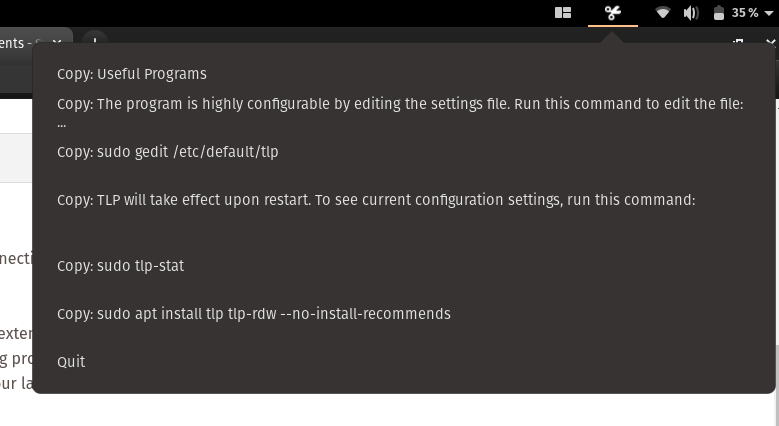 35 %
ents -
Copy: Useful Programs
Copy: The program is highly configurable by editing the settings file. Run this command to edit the file:
...
Copy: sudo gedit /etc/default/tlp
Copy: TLP will take effect upon restart. To see current configuration settings, run this command:
necti
Copy: sudo tlp-stat
Copy: sudo apt install tlp tlp-rdw --no-install-recommends
exter
g pro
Quit
ur la